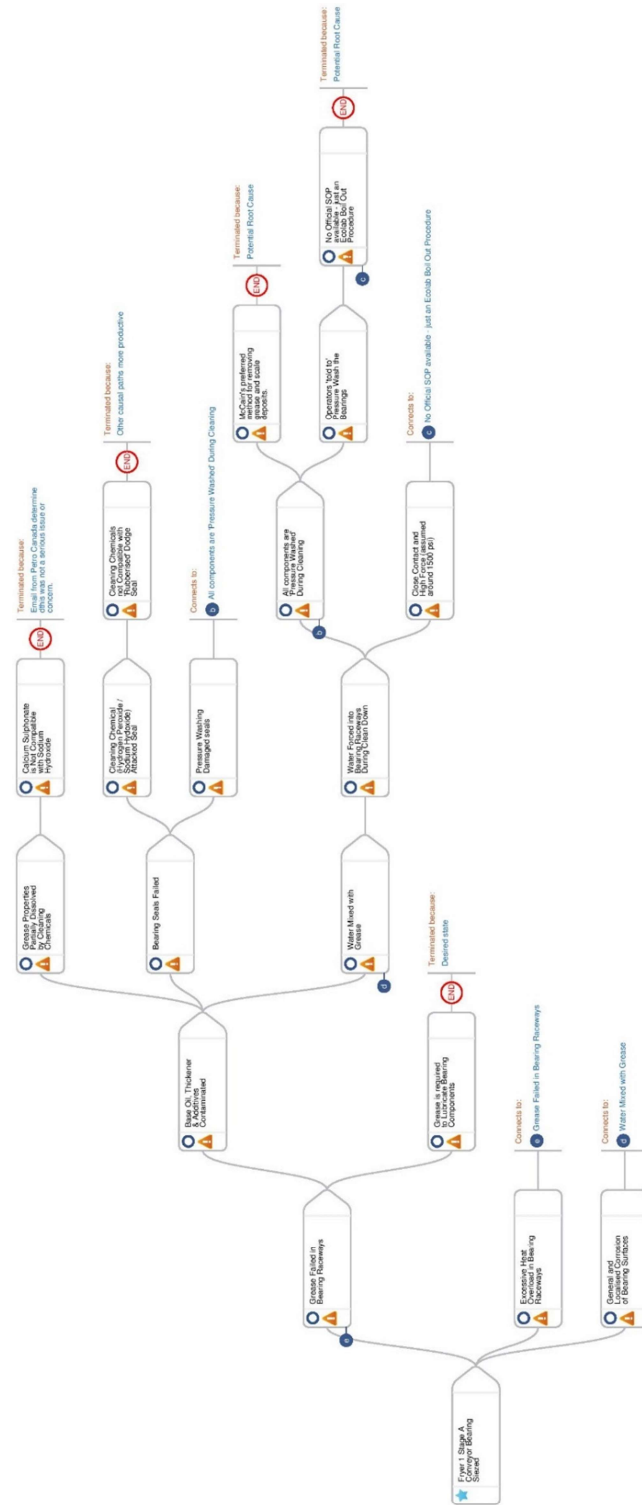 Fryer 1 Stage A
Conveyor Bearing
Siezed
Grease Failed in
Bearing Raceways
e
Excessive Heat
Overload in Bearing
Raceways
Connects to:
e Grease Failed in Bearing Raceways
General and
Localised Corrosion
of Bearing Surfaces
Connects to:
d Water Mixed with Grease
Base Oil, Thickener
& Additives
Contaminated
Grease is required
to Lubricate Bearing
Components
END
Terminated because:
Desired state
Grease Properties
Partially Dissolved
by Cleaning
Chemicals
Calcium Sulphonate
is Not Compatible
with Sodium
Hydroxide
END
Terminated because:
Email from Petro Canada determine
dthis was not a serious issue or
concern.
Bearing Seals Failed
Cleaning Chemical
(Hydrogen Peroxide /
Sodium Hydoxide)
Attacked Seal
Cleaning Chemicals
not Compatible with
'Rubberised' Dodge
Seal
END
Terminated because:
Other causal paths more productive
Pressure Washing
Damaged seals
Connects to:
b All components are 'Pressure Washed' During Cleaning
Water Mixed with
Grease
d
Water Forced into
Bearing Raceways
During Clean Down
All components are
'Pressure Washed'
During Cleaning
b
McCain's preferred
method for removing
grease and scale
deposits.
END
Terminated because:
Potential Root Cause
Operators 'told to'
Pressure Wash the
Bearings
No Official SOP
available - just an
Ecolab Boil Out
Procedure
c
END
Terminated because:
Potential Root Cause
Close Contact and
High Force (assumed
around 1500 psi)
Connects to:
c No Official SOP available - just an Ecolab Boil Out Procedure